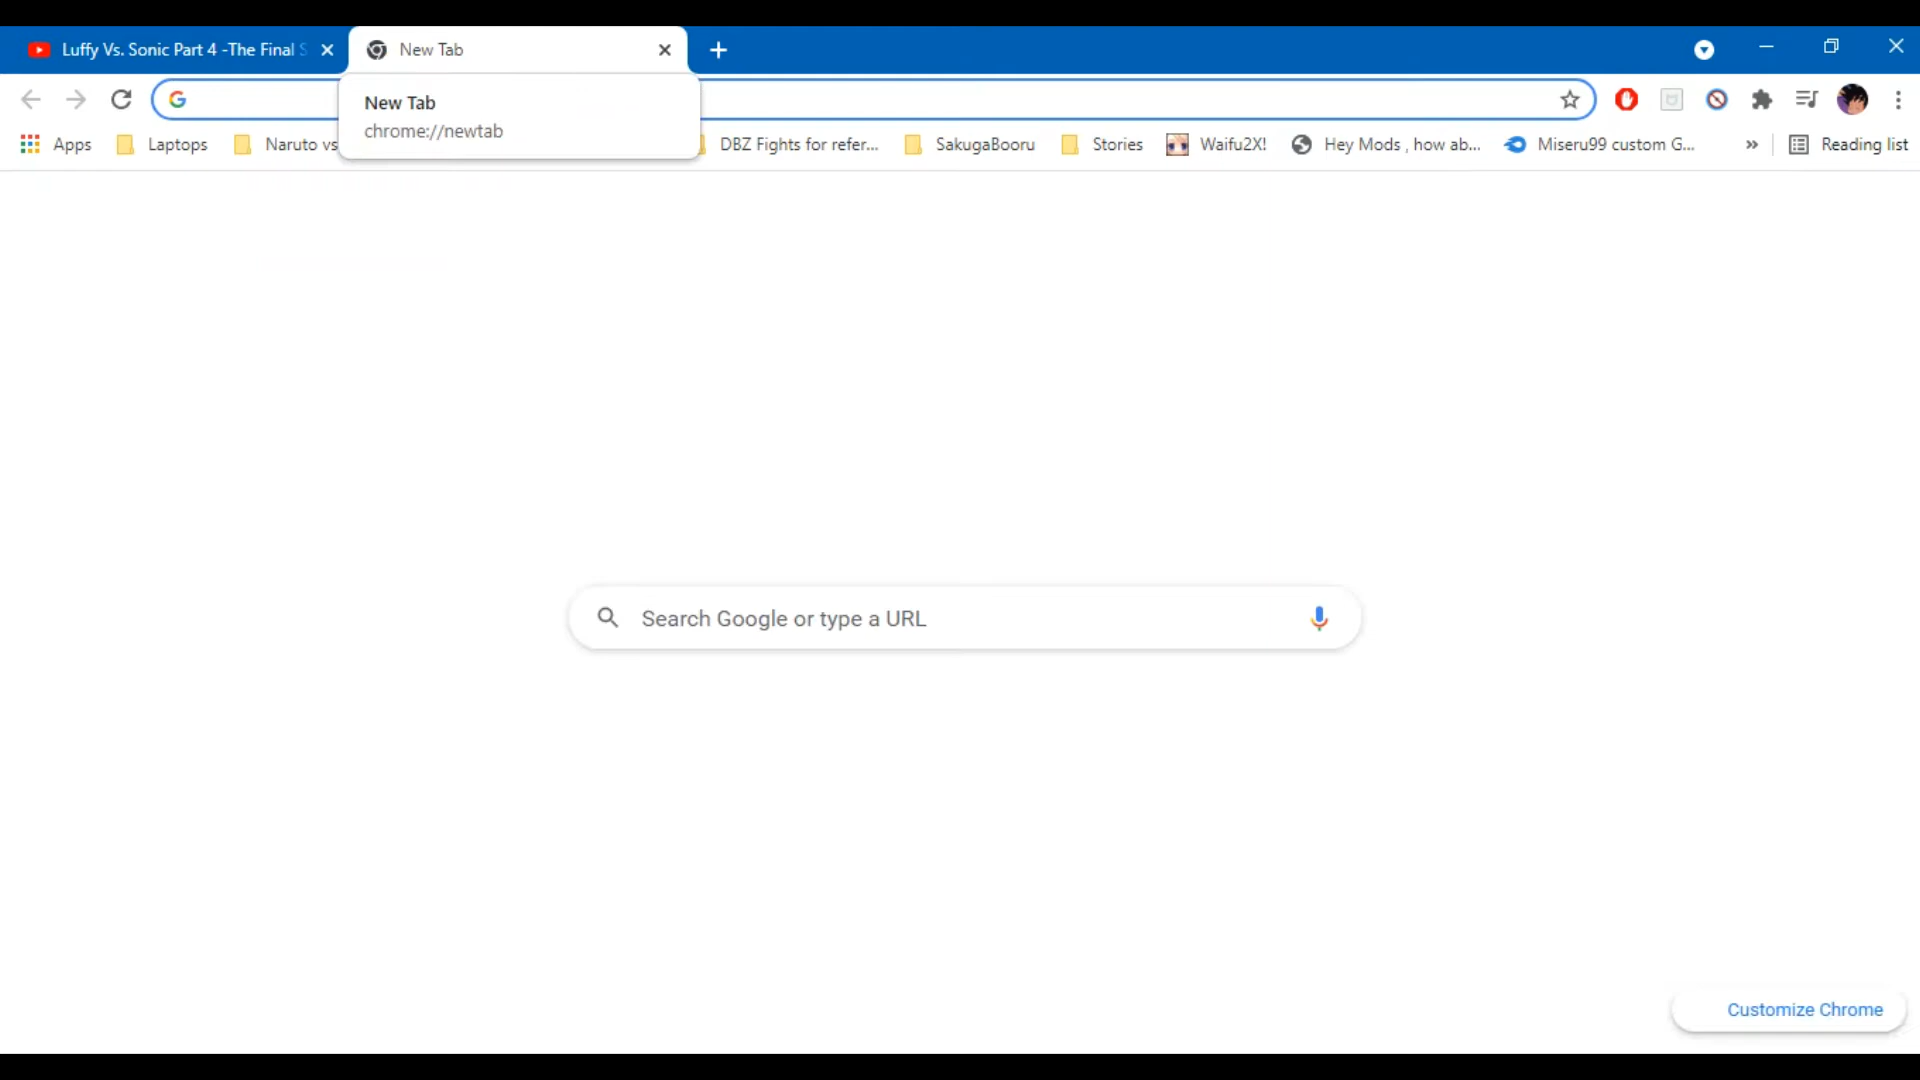 Luffy Vs. Sonic Part 4 -The Final
New Tab
New Tab
chrome://newtab
Apps
Laptops
Naruto vs
DBZ Fights for refer...
SakugaBooru
Stories
Waifu2X!
Hey Mods , how ab...
Miseru99 custom G...
»
Reading list
Search Google or type a URL
Customize Chrome